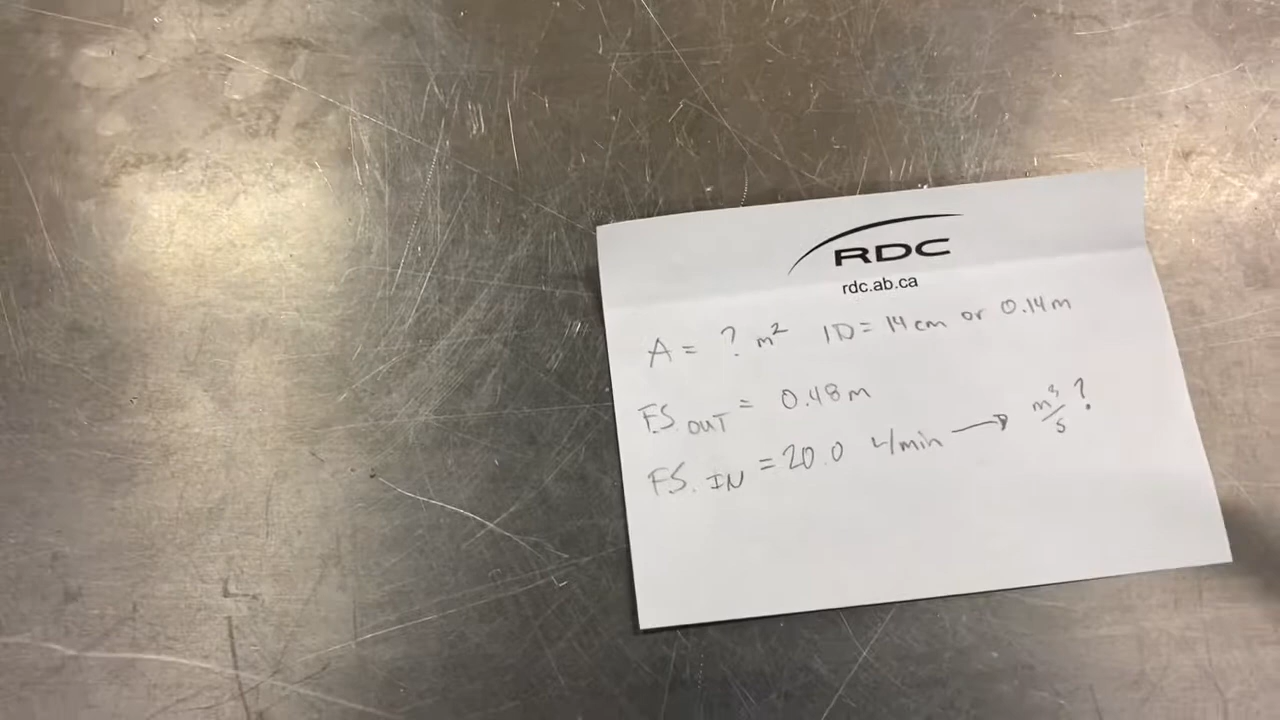 RDC
rdc.ab.ca
A = ? m² ID = 14 cm or 0.14 m
F.S. OUT = 0.48 m
F.S. IN = 20.0 L/min → m³/s ?